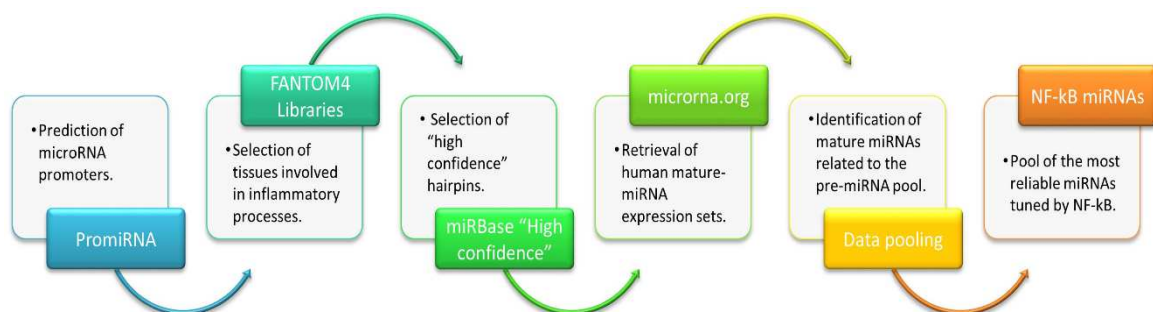 •Prediction of
microRNA
promoters.
PromiRNA
FANTOM4
Libraries
•Selection of
tissues involved
in inflammatory
processes.
• Selection of
"high
confidence"
hairpins.
miRBase "High
confidence"
microrna.org
•Retrieval of
human mature-
miRNA
expression sets.
•Identification of
mature miRNAs
related to the
pre-miRNA pool.
Data pooling
NF-kB miRNAs
•Pool of the most
reliable miRNAs
tuned by NF-kB.